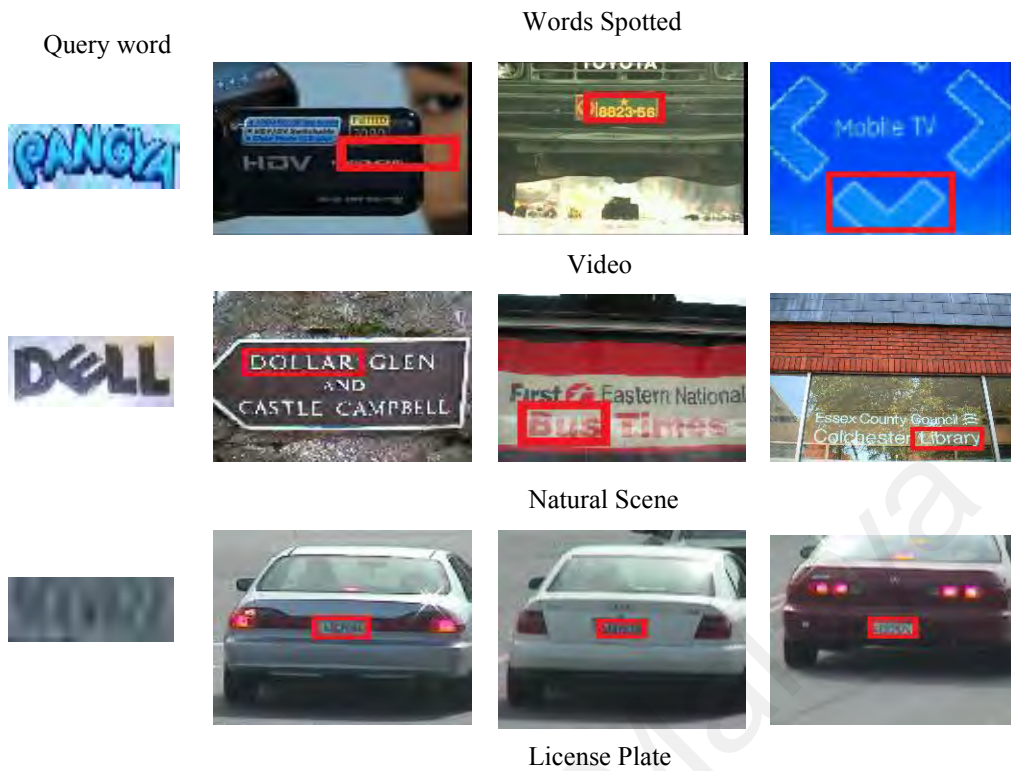 Words Spotted
Query word
PANGYA
FullHD
HDV
TOYOTA
8823-56
Mobile TV
Video
DELL
DOLLAR GLEN
AND
CASTLE CAMPBELL
First Eastern National
Bus Times
Essex County Council
Colchester Library
Natural Scene
License Plate